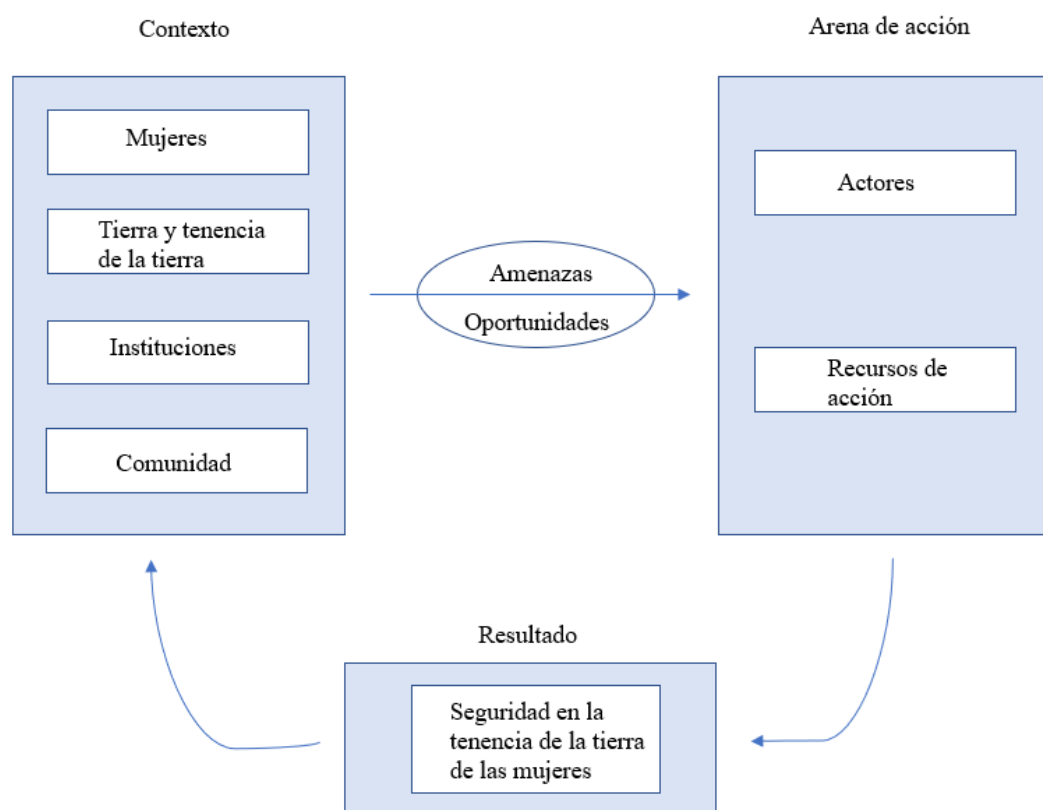 Contexto
Arena de acción
Mujeres
Tierra y tenencia
de la tierra
Instituciones
Comunidad
Amenazas
Oportunidades
Actores
Recursos de
acción
Resultado
Seguridad en la
tenencia de la tierra
de las mujeres